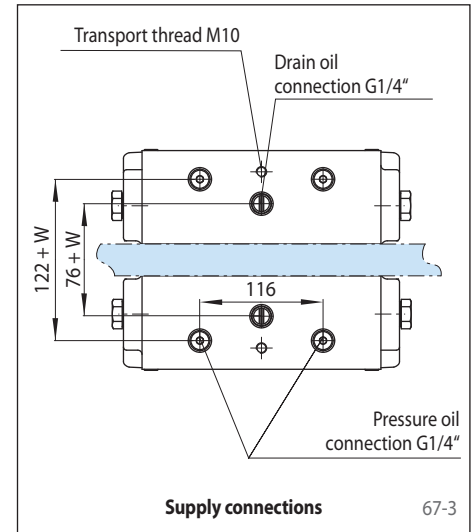 Transport thread M10
Drain oil
connection G1/4“
122 + W
76 + W
116
Pressure oil
connection G1/4“
Supply connections
67-3